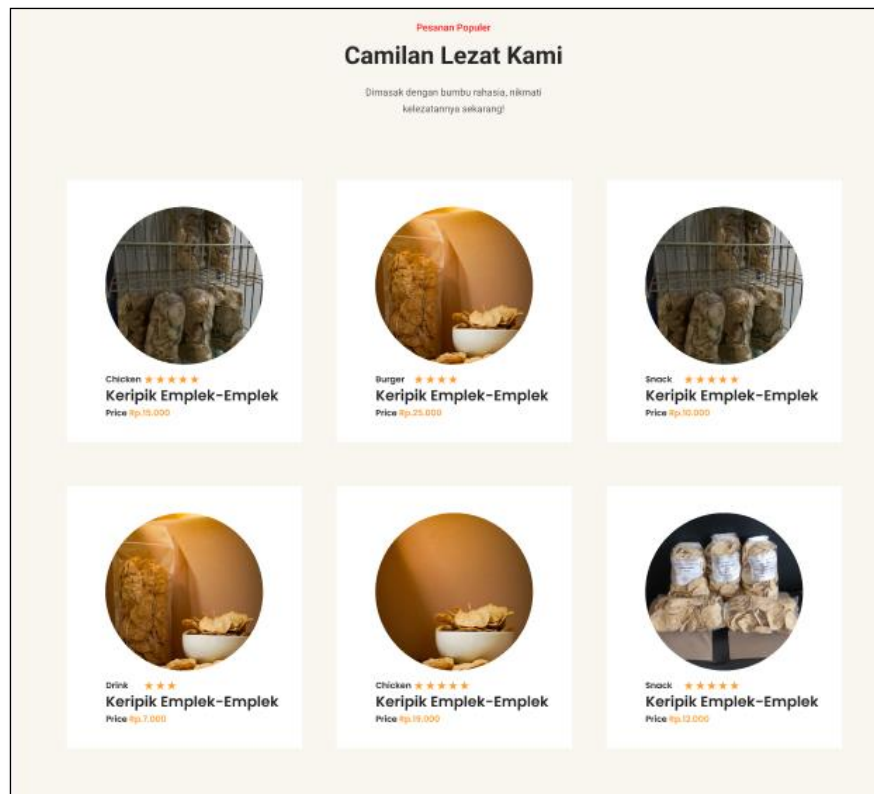 Pesanan Populer
Camilan Lezat Kami
Dimasak dengan bumbu rahasia, nikmati
kelezatannya sekarang!
Chicken ★★★★★
Keripik Emplek-Emplek
Price Rp.15.000
Burger ★★★★
Keripik Emplek-Emplek
Price Rp.25.000
Snack ★★★★★
Keripik Emplek-Emplek
Price Rp.10.000
Drink ★★★
Keripik Emplek-Emplek
Price Rp.7.000
Chicken ★★★★★
Keripik Emplek-Emplek
Price Rp.19.000
Snack ★★★★★
Keripik Emplek-Emplek
Price Rp.12.000